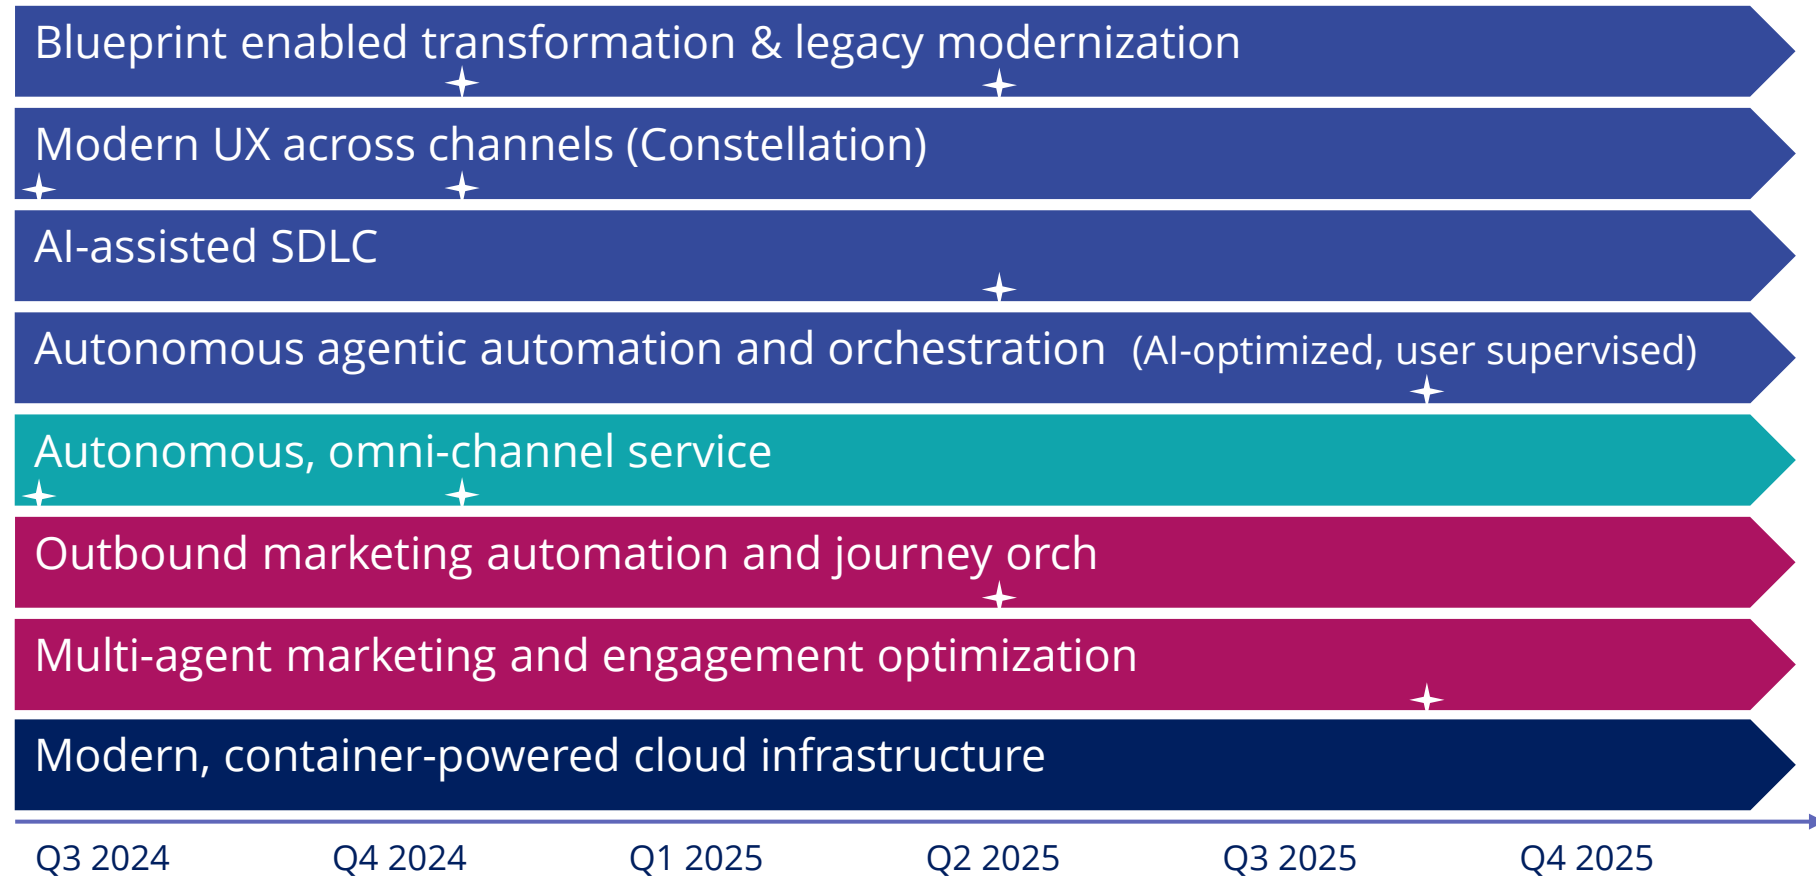 Blueprint enabled transformation & legacy modernization
Modern UX across channels (Constellation)
AI-assisted SDLC
Autonomous agentic automation and orchestration (AI-optimized, user supervised)
Autonomous, omni-channel service
Outbound marketing automation and journey orch
Multi-agent marketing and engagement optimization
Modern, container-powered cloud infrastructure
Q3 2024 Q4 2024 Q1 2025 Q2 2025 Q3 2025 Q4 2025